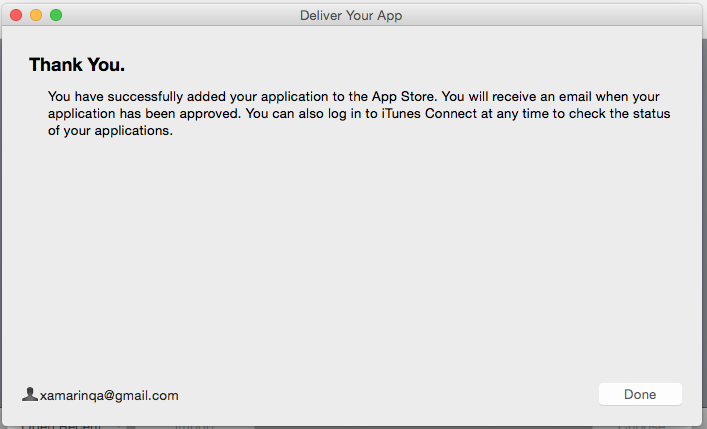 Deliver Your App
Thank You.
You have successfully added your application to the App Store. You will receive an email when your
application has been approved. You can also log in to iTunes Connect at any time to check the status
of your applications.
xamarinqa@gmail.com
Done